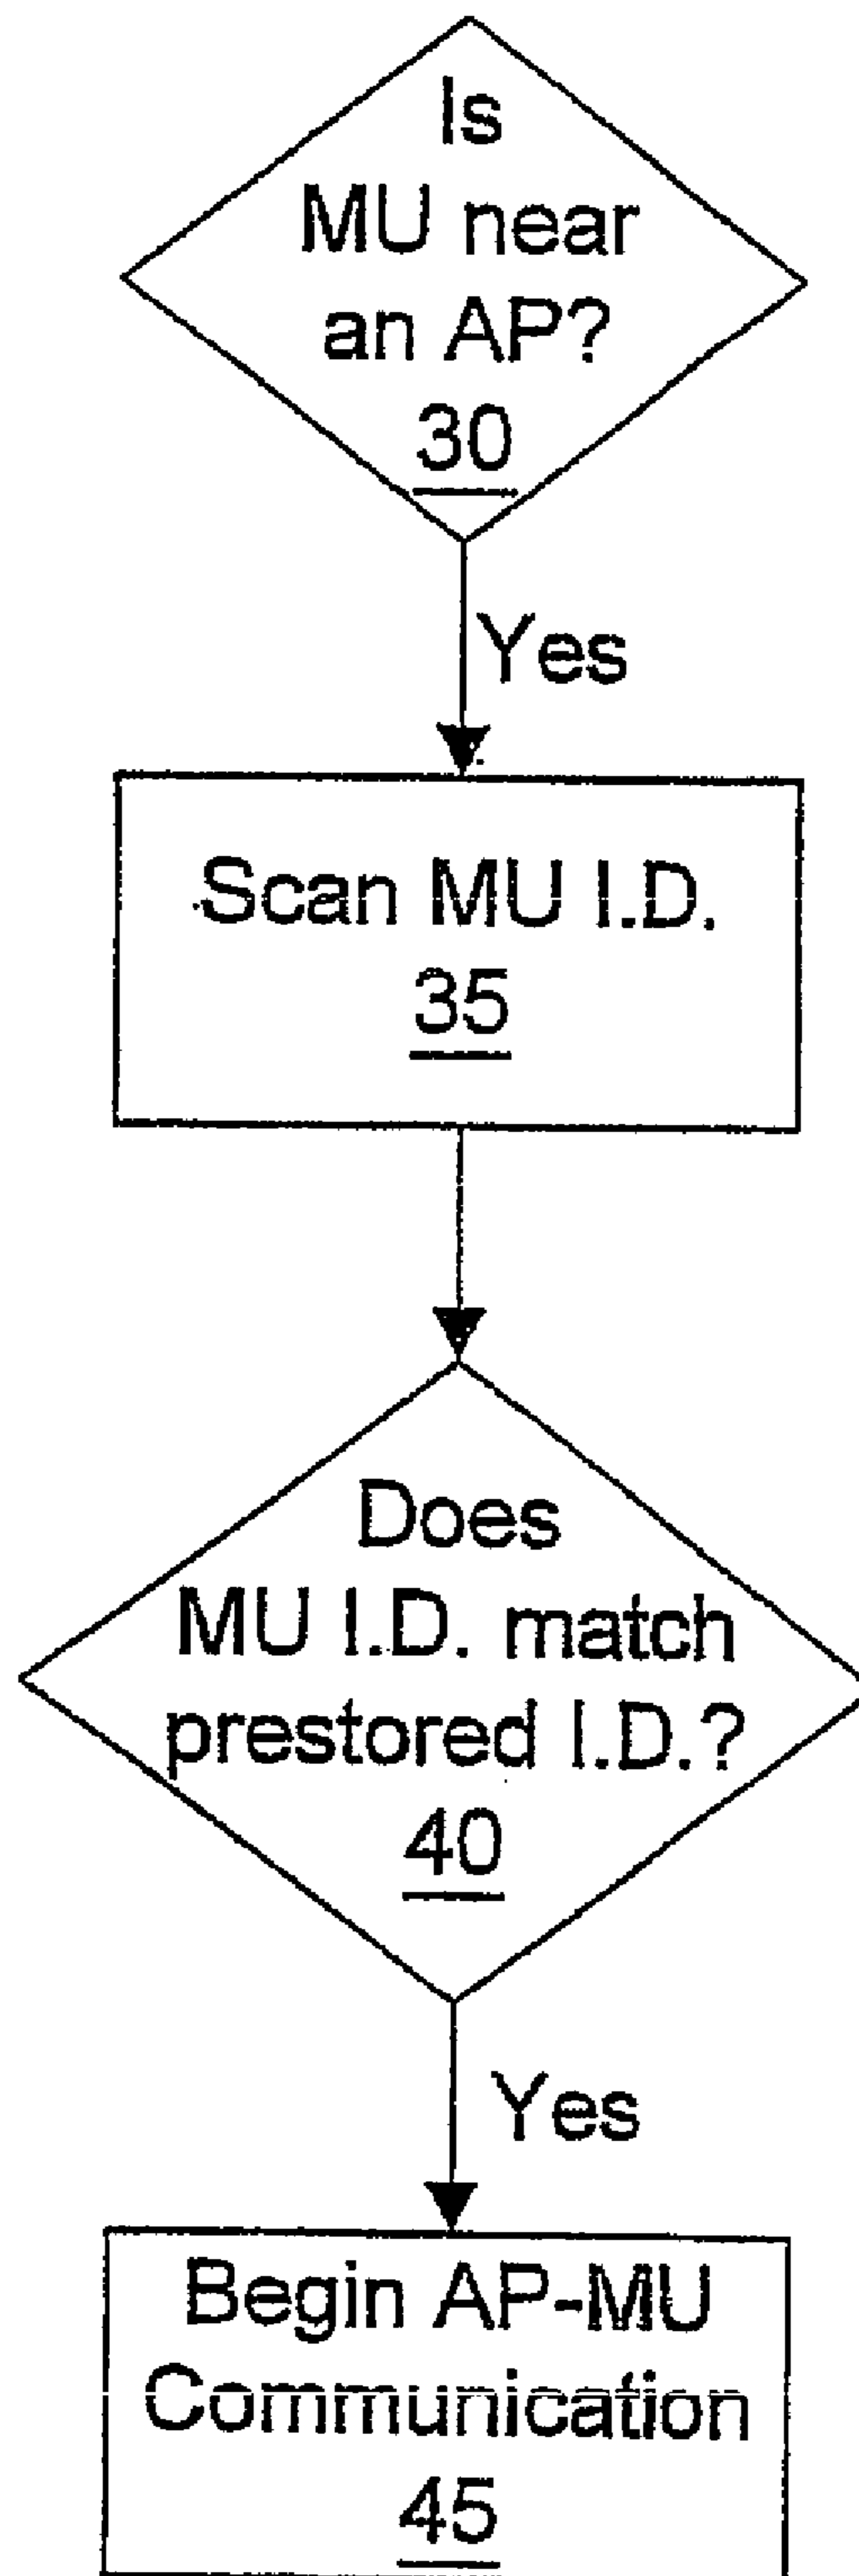 Is
MU near
an AP?
30
Yes
Scan MU I.D.
35
Does
MU I.D. match
prestored I.D.?
40
Yes
Begin AP-MU
Communication
45